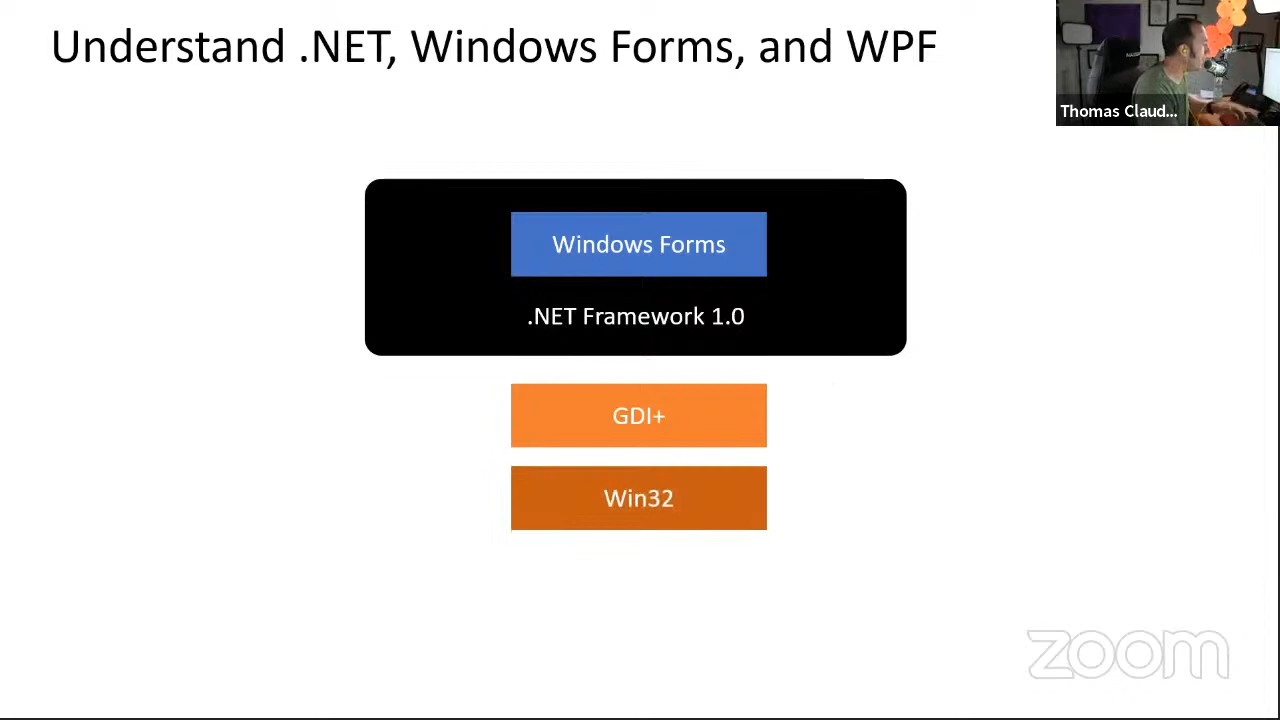 Understand .NET, Windows Forms, and WPF
Thomas Claud...
Windows Forms
.NET Framework 1.0
GDI+
Win32
zoom